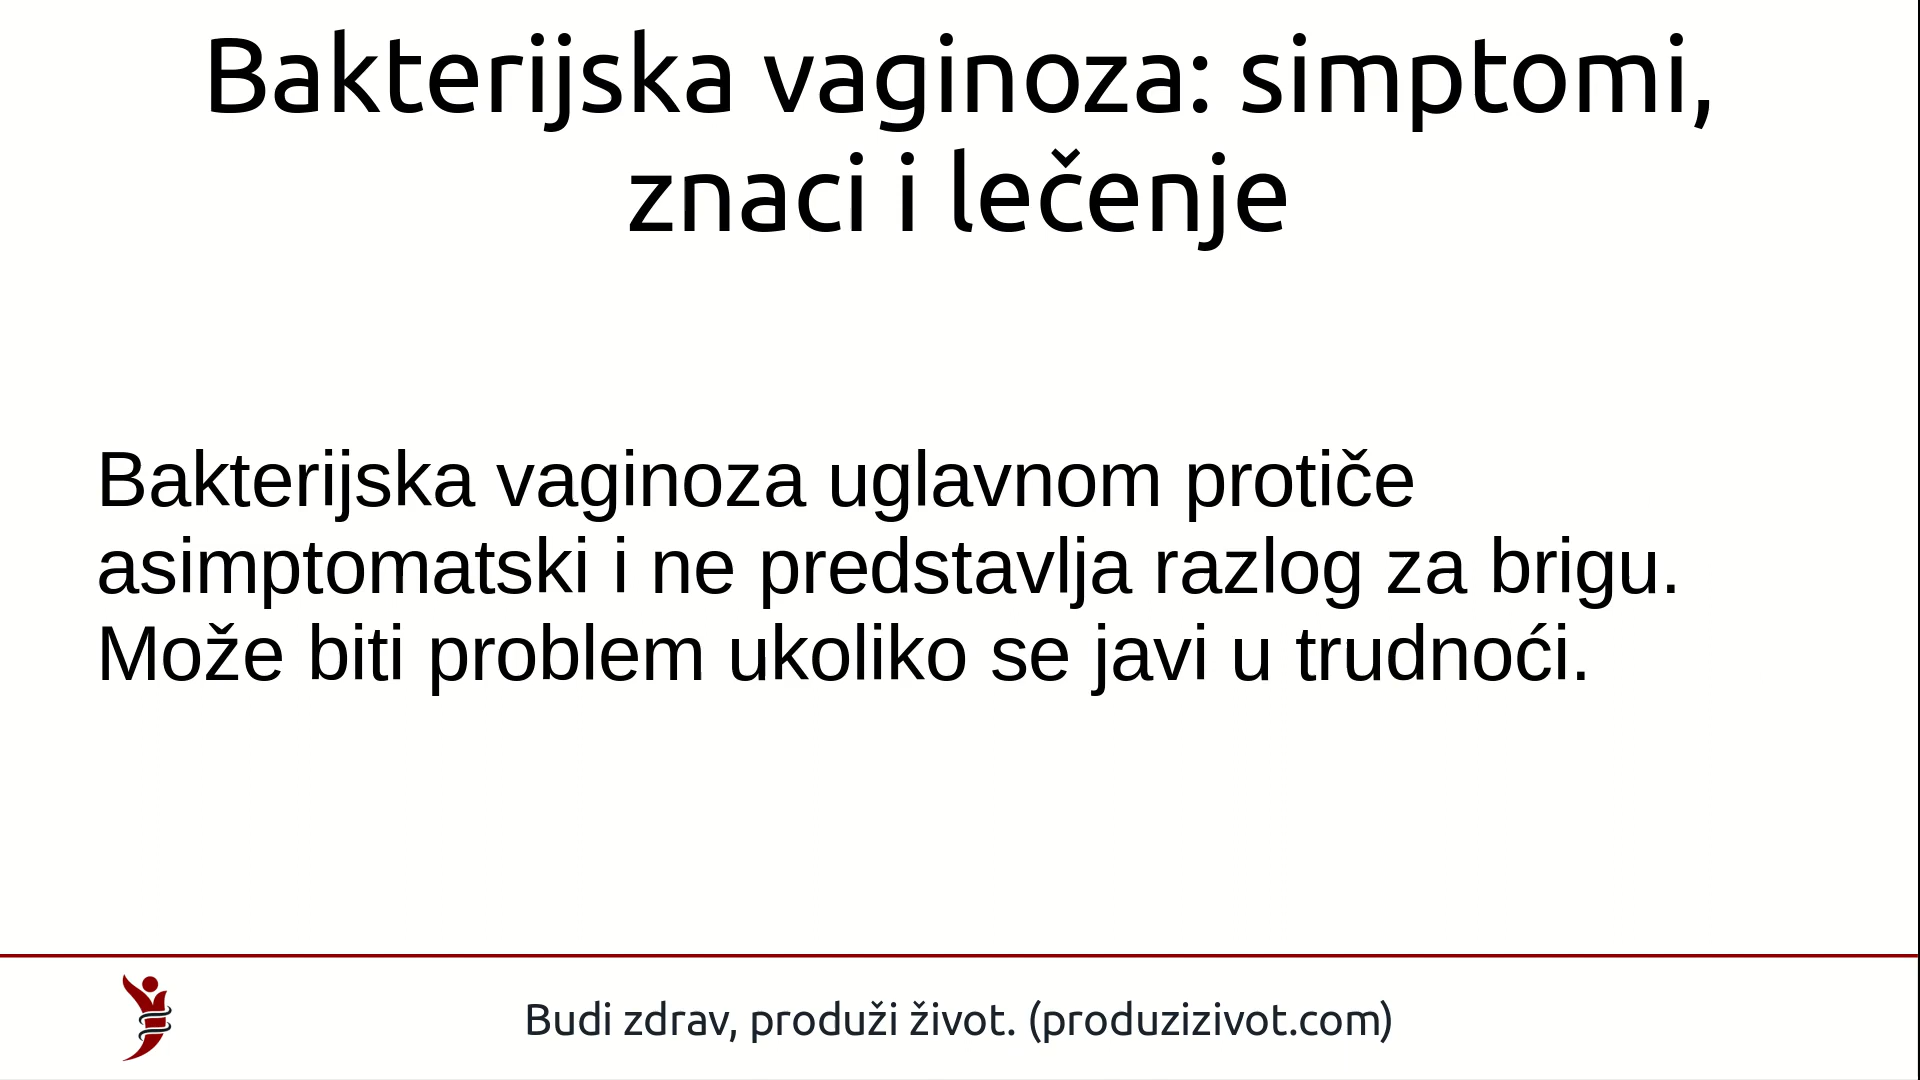 Bakterijska vaginoza: simptomi,
znaci i lečenje
Bakterijska vaginoza uglavnom protiče
asimptomatski i ne predstavlja razlog za brigu.
Može biti problem ukoliko se javi u trudnoći.
Budi zdrav, produži život. (produzizivot.com)